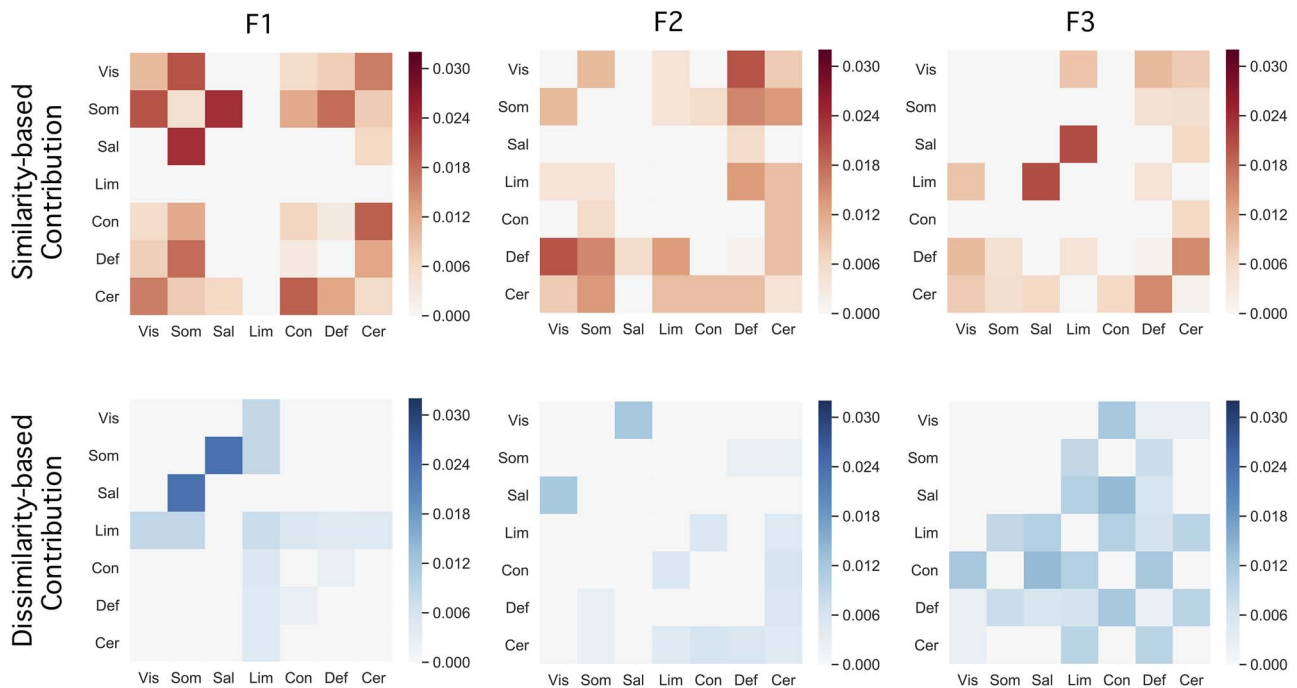 F1 F2 F3
Similarity-based
Contribution
Vis
Som
Sal
Lim
Con
Def
Cer
Vis Som Sal Lim Con Def Cer
0.030
0.024
0.018
0.012
0.006
0.000
Vis
Som
Sal
Lim
Con
Def
Cer
Vis Som Sal Lim Con Def Cer
0.030
0.024
0.018
0.012
0.006
0.000
Vis
Som
Sal
Lim
Con
Def
Cer
Vis Som Sal Lim Con Def Cer
0.030
0.024
0.018
0.012
0.006
0.000
Dissimilarity-based
Contribution
Vis
Som
Sal
Lim
Con
Def
Cer
Vis Som Sal Lim Con Def Cer
0.030
0.024
0.018
0.012
0.006
0.000
Vis
Som
Sal
Lim
Con
Def
Cer
Vis Som Sal Lim Con Def Cer
0.030
0.024
0.018
0.012
0.006
0.000
Vis
Som
Sal
Lim
Con
Def
Cer
Vis Som Sal Lim Con Def Cer
0.030
0.024
0.018
0.012
0.006
0.000